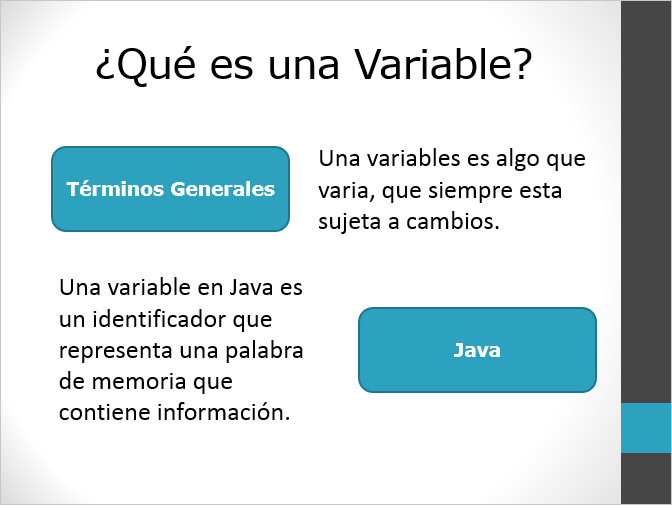 ¿Qué es una Variable?
Términos Generales
Una variables es algo que
varia, que siempre esta
sujeta a cambios.
Una variable en Java es
un identificador que
representa una palabra
de memoria que
contiene información.
Java